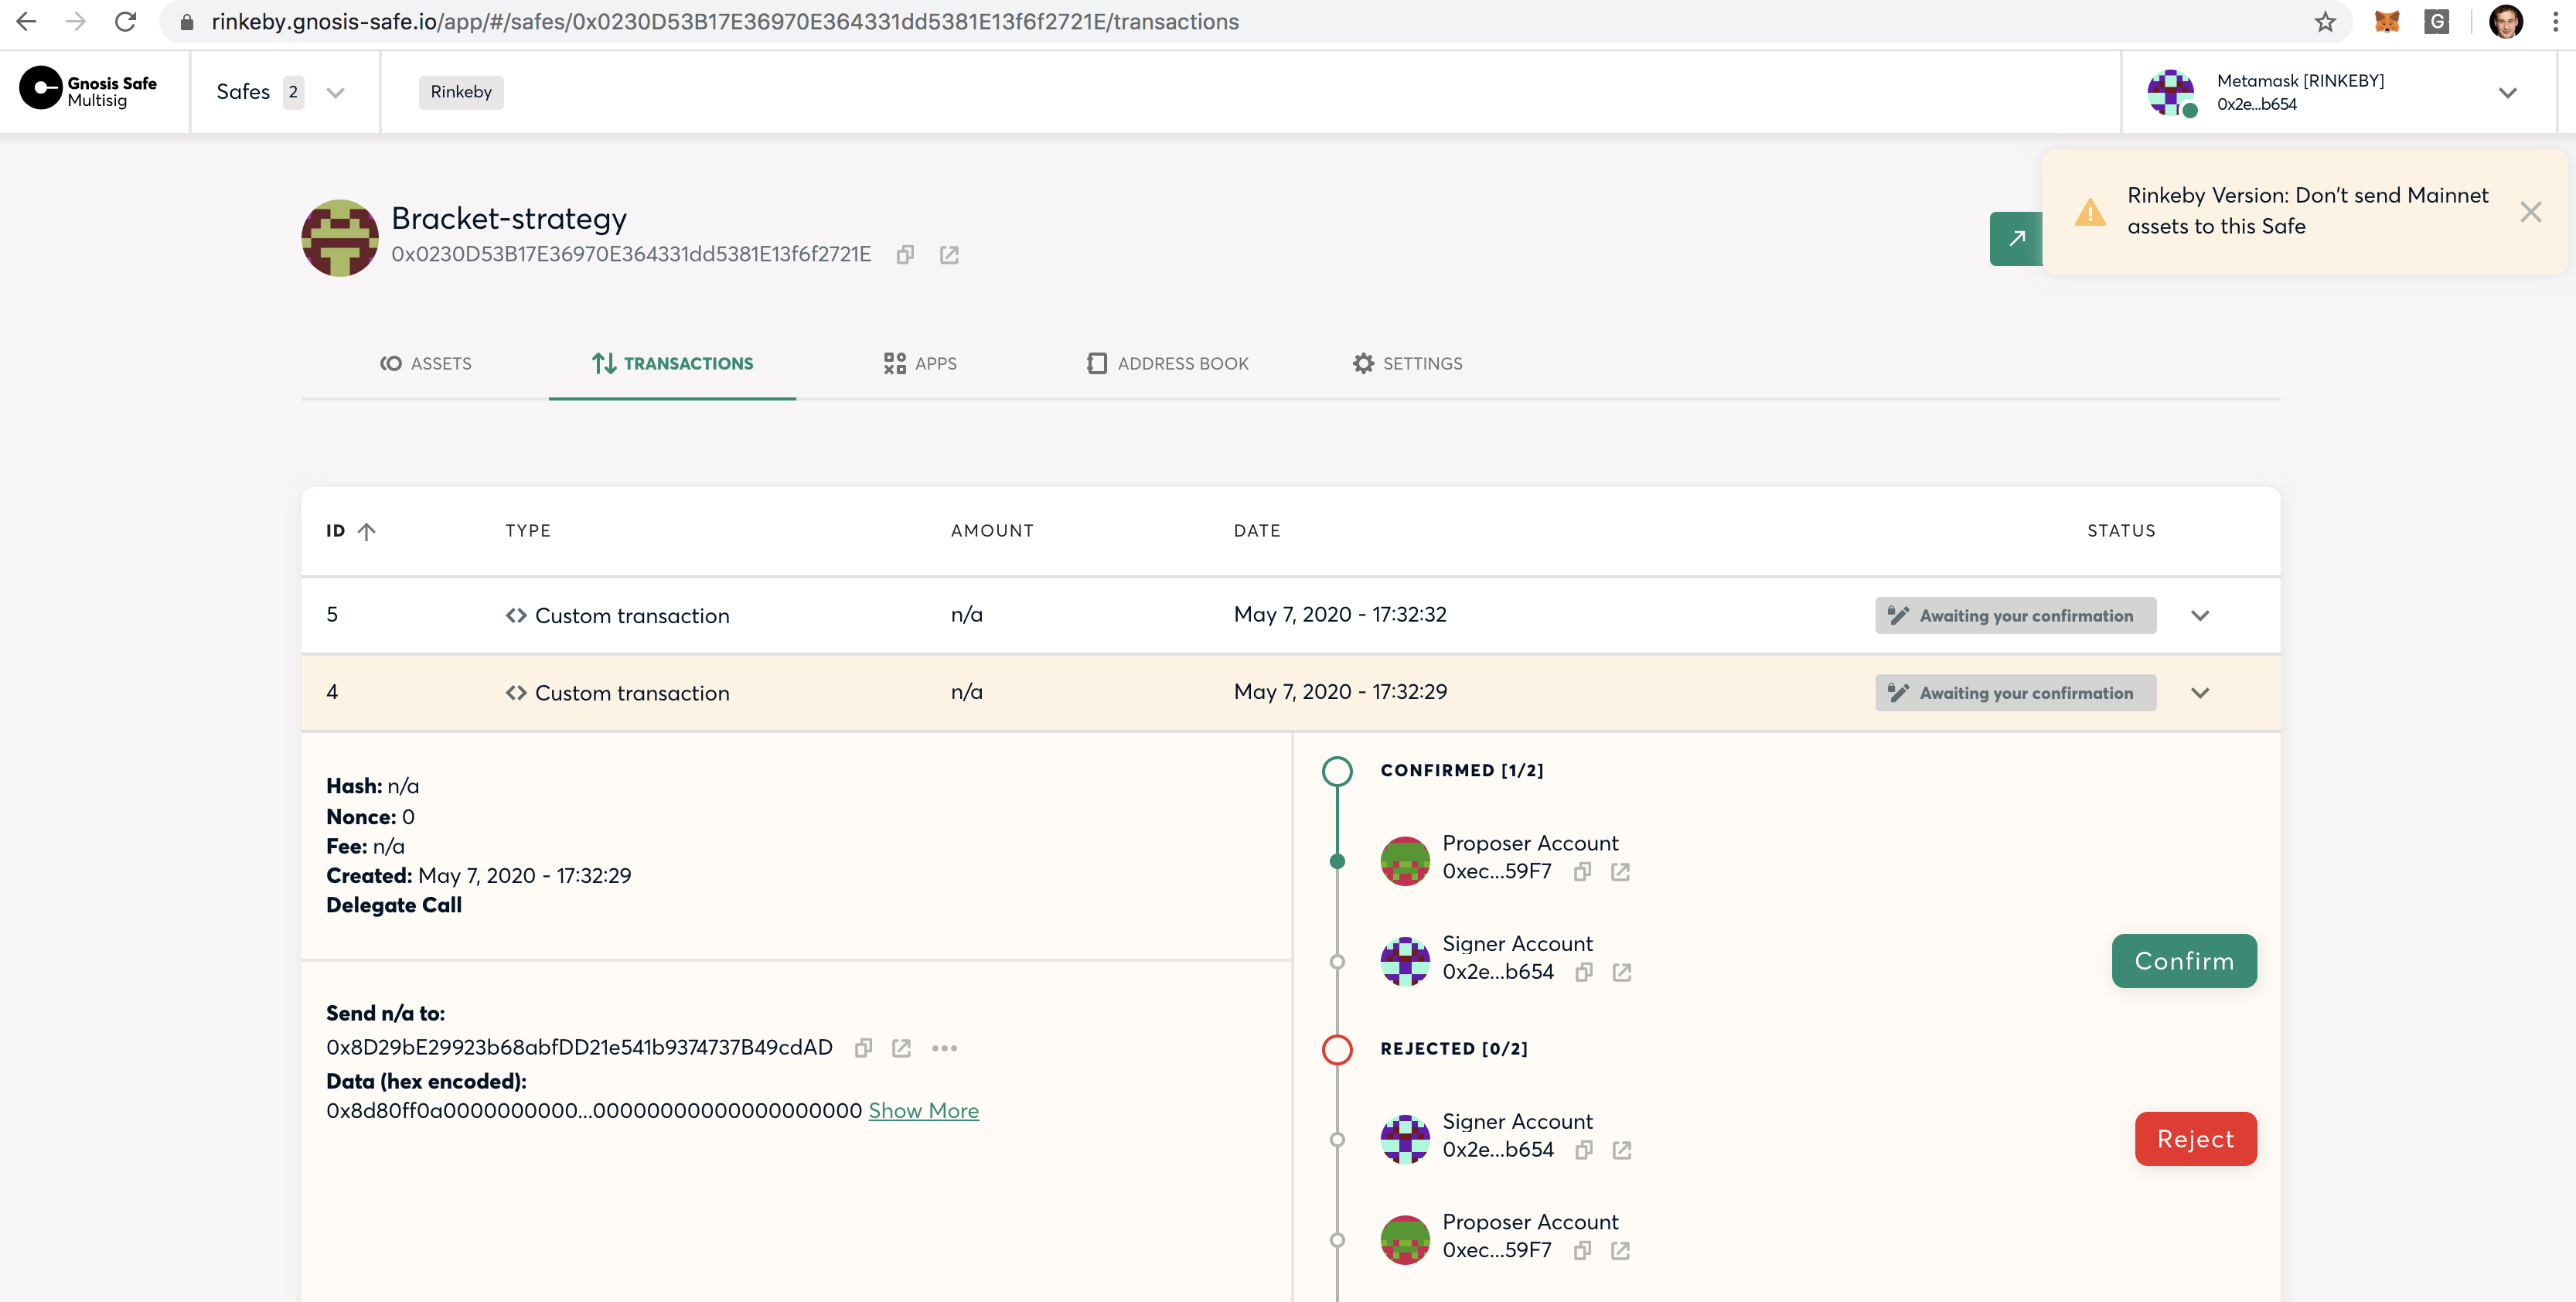 rinkeby.gnosis-safe.io/app/#/safes/0x0230D53B17E36970E364331dd5381E13f6f2721E/transactions
G
Gnosis Safe
Multisig
Safes 2
Rinkeby
Metamask [RINKEBY]
0x2e...b654
Rinkeby Version: Don't send Mainnet
assets to this Safe
Bracket-strategy
0x0230D53B17E36970E364331dd5381E13f6f2721E
ASSETS
TRANSACTIONS
APPS
ADDRESS BOOK
SETTINGS
ID TYPE AMOUNT DATE STATUS
5 Custom transaction n/a May 7, 2020 - 17:32:32 Awaiting your confirmation
4 Custom transaction n/a May 7, 2020 - 17:32:29 Awaiting your confirmation
Hash: n/a
Nonce: 0
Fee: n/a
Created: May 7, 2020 - 17:32:29
Delegate Call
Send n/a to:
0x8D29bE29923b68abfDD21e541b9374737B49cdAD
Data (hex encoded):
0x8d80ff0a0000000000...00000000000000000000 Show More
CONFIRMED [1/2]
Proposer Account
0xec...59F7
Signer Account
0x2e...b654
Confirm
REJECTED [0/2]
Signer Account
0x2e...b654
Reject
Proposer Account
0xec...59F7